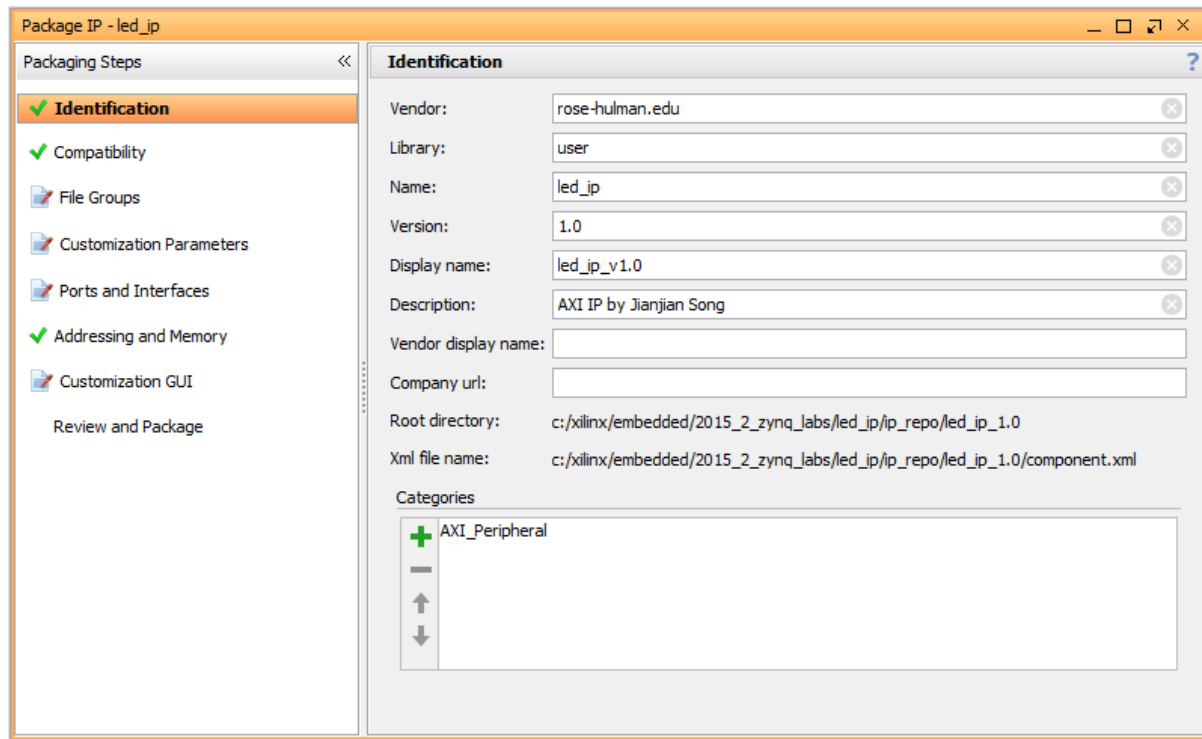 Package IP - led_ip
Packaging Steps
Identification
Compatibility
File Groups
Customization Parameters
Ports and Interfaces
Addressing and Memory
Customization GUI
Review and Package
Identification
Vendor: rose-hulman.edu
Library: user
Name: led_ip
Version: 1.0
Display name: led_ip_v1.0
Description: AXI IP by Jianjian Song
Vendor display name:
Company url:
Root directory: c:/xilinx/embedded/2015_2_zynq_labs/led_ip/ip_repo/led_ip_1.0
Xml file name: c:/xilinx/embedded/2015_2_zynq_labs/led_ip/ip_repo/led_ip_1.0/component.xml
Categories
AXI_Peripheral